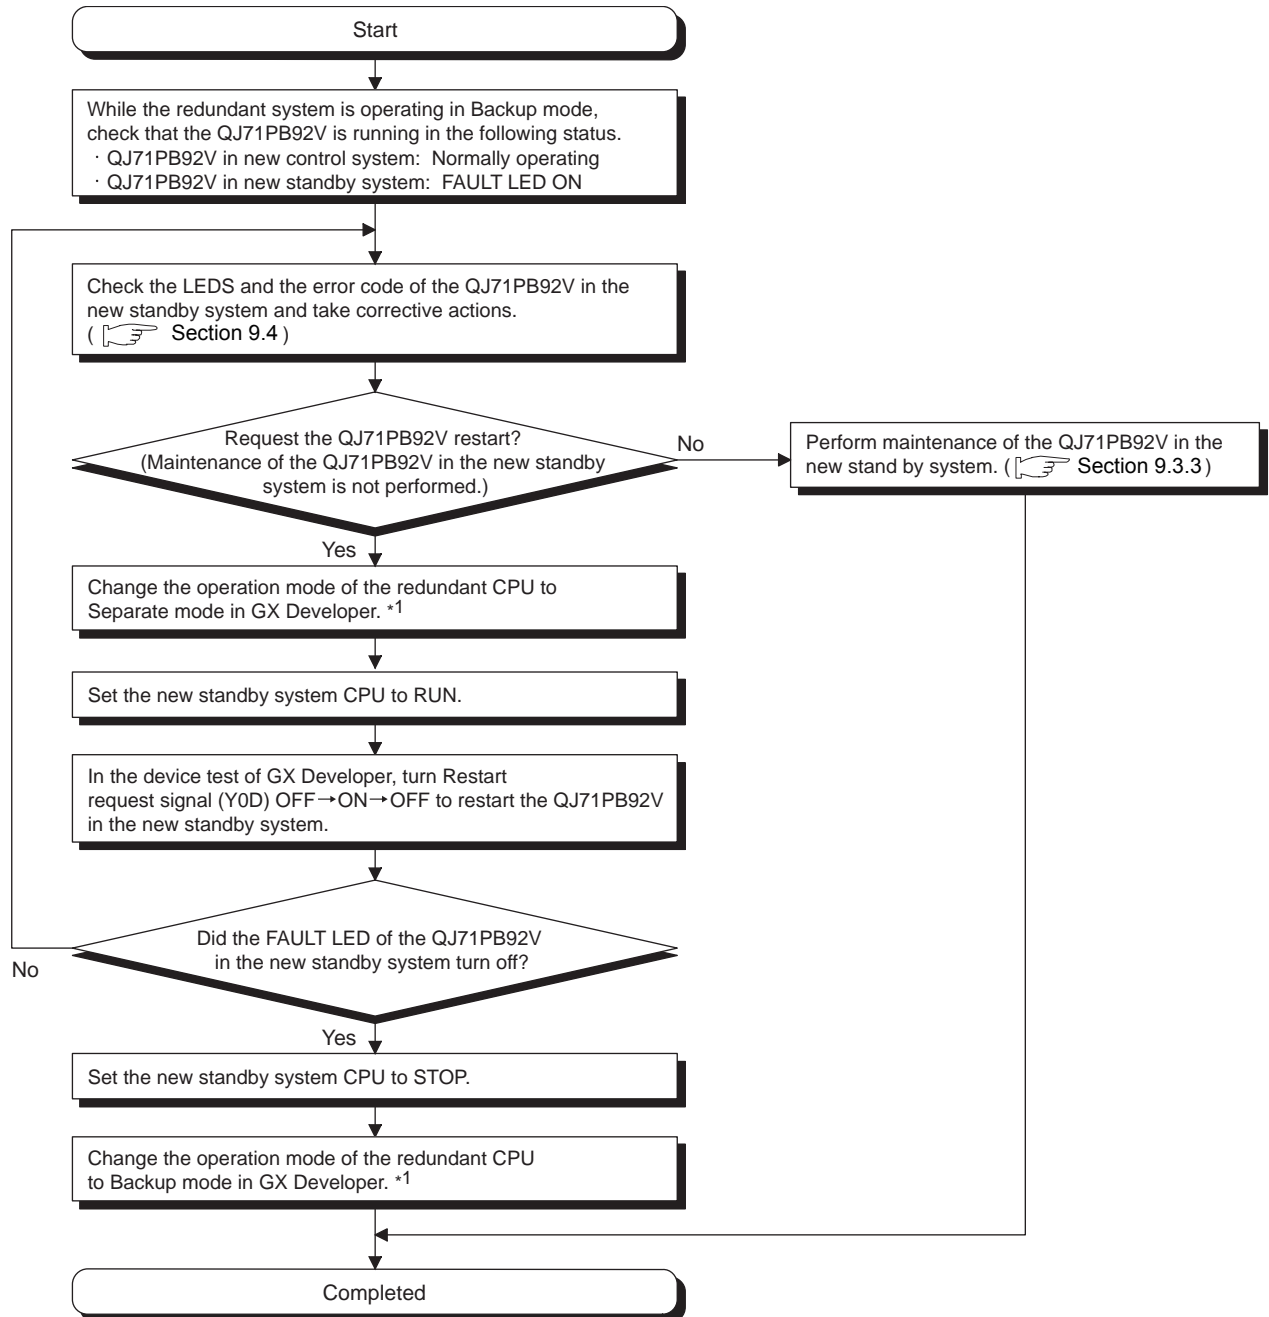 Start
While the redundant system is operating in Backup mode,
check that the QJ71PB92V is running in the following status.
· QJ71PB92V in new control system: Normally operating
· QJ71PB92V in new standby system: FAULT LED ON
Check the LEDS and the error code of the QJ71PB92V in the
new standby system and take corrective actions.
( Section 9.4 )
Request the QJ71PB92V restart?
(Maintenance of the QJ71PB92V in the new standby
system is not performed.)
No
Perform maintenance of the QJ71PB92V in the
new stand by system. ( Section 9.3.3 )
Yes
Change the operation mode of the redundant CPU to
Separate mode in GX Developer. *1
Set the new standby system CPU to RUN.
In the device test of GX Developer, turn Restart
request signal (Y0D) OFF→ON→OFF to restart the QJ71PB92V
in the new standby system.
Did the FAULT LED of the QJ71PB92V
in the new standby system turn off?
No
Yes
Set the new standby system CPU to STOP.
Change the operation mode of the redundant CPU
to Backup mode in GX Developer. *1
Completed